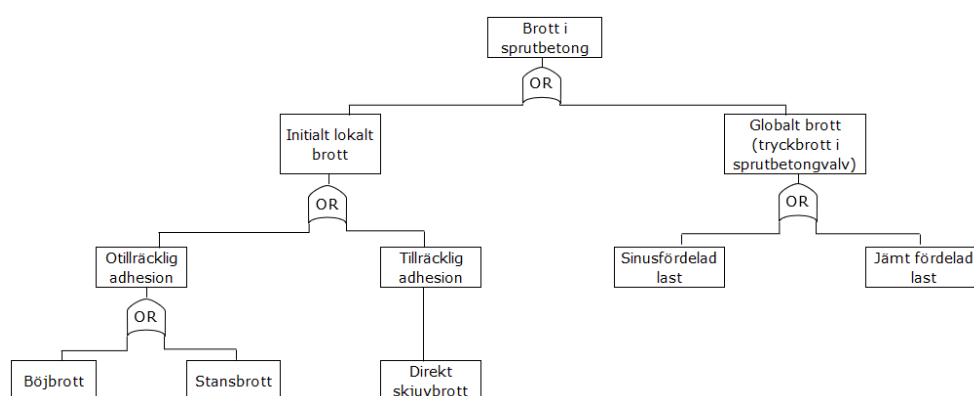 Brott i
sprutbetong
OR
Initialt lokalt
brott
Globalt brott
(tryckbrott i
sprutbetongvalv)
OR
OR
Otillräcklig
adhesion
Tillräcklig
adhesion
Sinusfördelad
last
Jämt fördelad
last
OR
Böjbrott
Stansbrott
Direkt
skjuvbrott